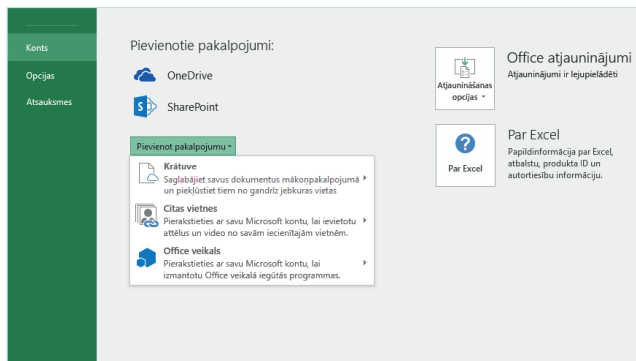 Konts
Opcijas
Atsauksmes
Pievienotie pakalpojumi:
OneDrive
SharePoint
Pievienot pakalpojumu
Krātuve
Saglabājiet savus dokumentus mākoņpakalpojumā
un piekļūstiet tiem no gandrīz jebkuras vietas
Citas vietnes
Pierakstieties ar savu Microsoft kontu, lai ievietotu
attēlus un video no savām iecienītajām vietnēm.
Office veikals
Pierakstieties ar savu Microsoft kontu, lai
izmantotu Office veikalā iegūtās programmas.
Atjaunināšanas
opcijas
Office atjauninājumi
Atjauninājumi ir lejupielādēti
Par Excel
Par Excel
Papildinformācija par Excel,
atbalstu, produkta ID un
autortiesību informāciju.